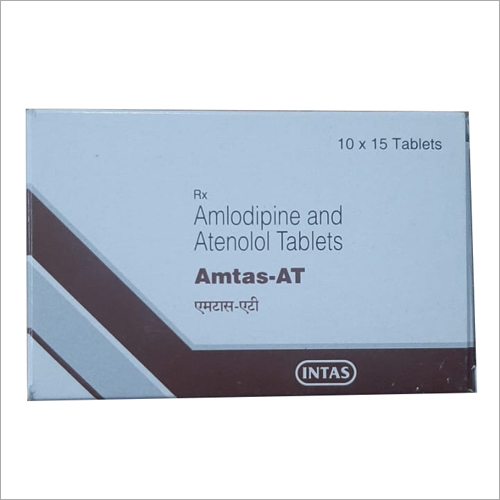 10 x 15 Tablets
Rx
Amlodipine and
Atenolol Tablets
Amtas-AT
एमटास-एटी
INTAS